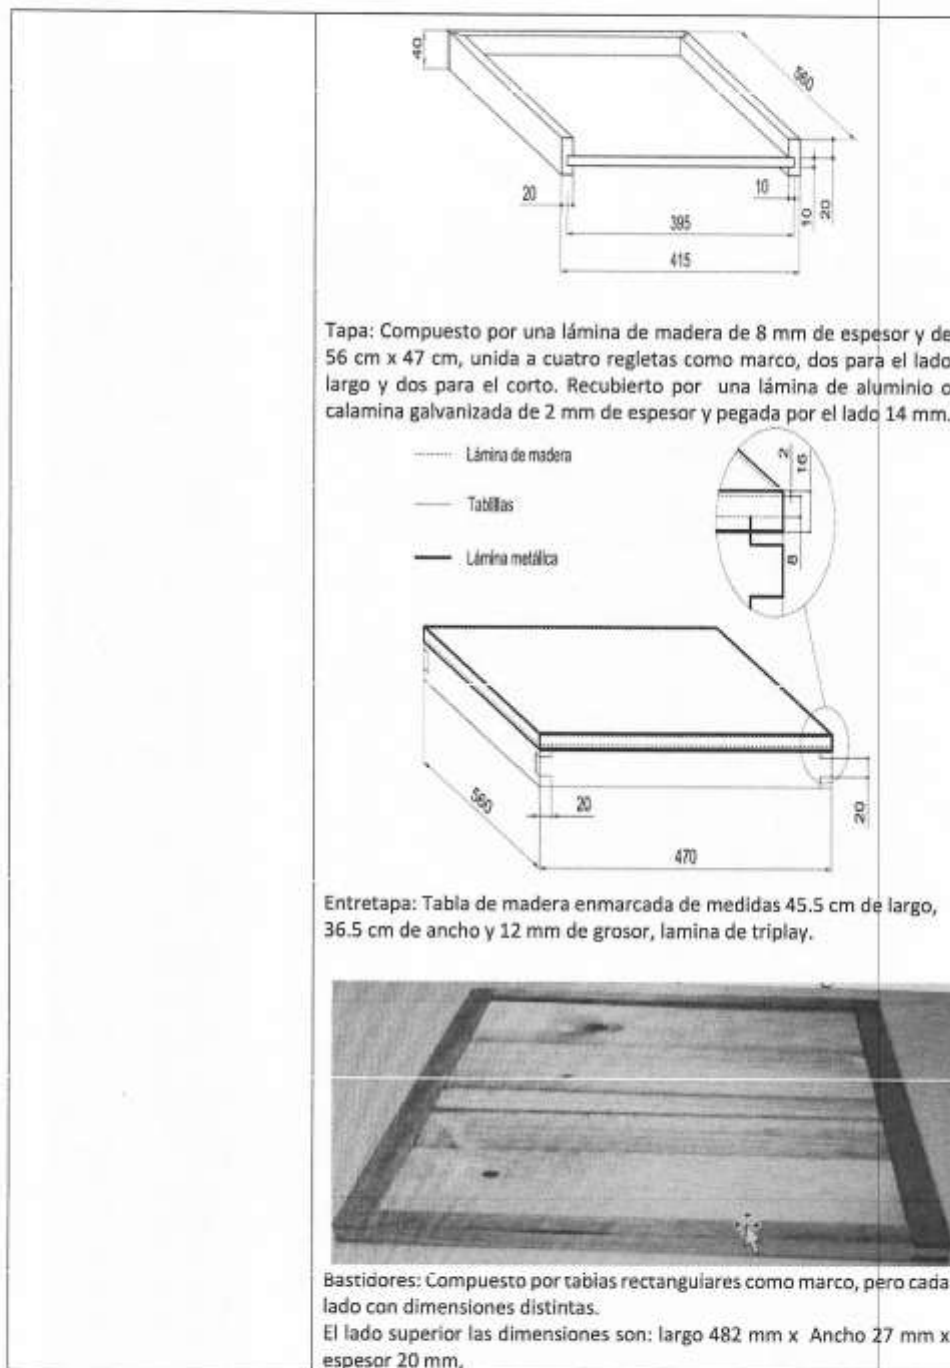 40
560
20
10
10
20
395
415
Tapa: Compuesto por una lámina de madera de 8 mm de espesor y de
56 cm x 47 cm, unida a cuatro regletas como marco, dos para el lado
largo y dos para el corto. Recubierto por una lámina de aluminio o
calamina galvanizada de 2 mm de espesor y pegada por el lado 14 mm.
Lámina de madera
Tablillas
Lámina metálica
2
16
8
560
20
20
470
Entretapa: Tabla de madera enmarcada de medidas 45.5 cm de largo,
36.5 cm de ancho y 12 mm de grosor, lamina de triplay.
Bastidores: Compuesto por tablas rectangulares como marco, pero cada
lado con dimensiones distintas.
El lado superior las dimensiones son: largo 482 mm x Ancho 27 mm x
espesor 20 mm.